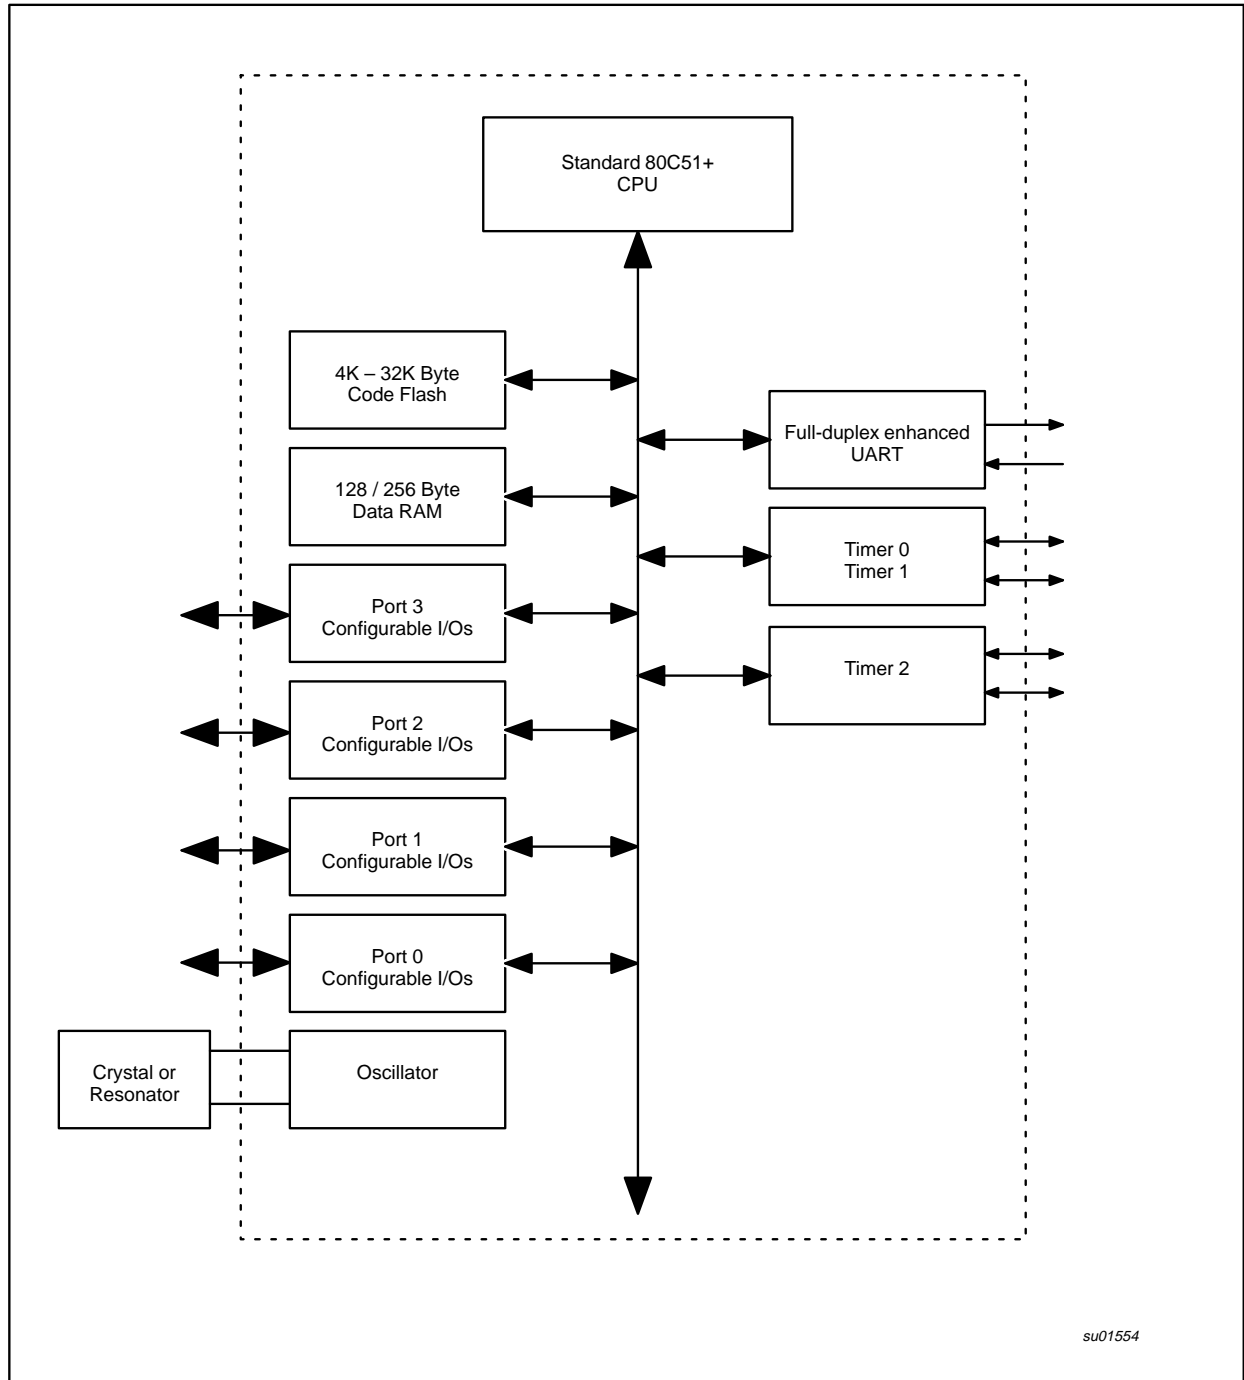 Standard 80C51+
CPU
4K – 32K Byte
Code Flash
Full-duplex enhanced
UART
128 / 256 Byte
Data RAM
Timer 0
Timer 1
Port 3
Configurable I/Os
Timer 2
Port 2
Configurable I/Os
Port 1
Configurable I/Os
Port 0
Configurable I/Os
Crystal or
Resonator
Oscillator
su01554